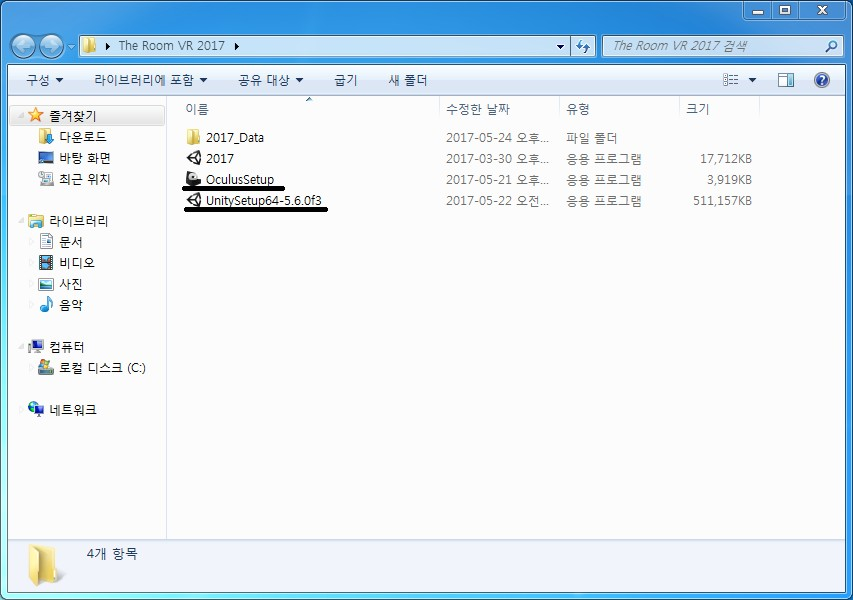 The Room VR 2017
The Room VR 2017 검색
구성 라이브러리에 포함 공유 대상 굽기 새 폴더
이름 수정한 날짜 유형 크기
즐겨찾기
다운로드
바탕 화면
최근 위치
라이브러리
문서
비디오
사진
음악
컴퓨터
로컬 디스크 (C:)
네트워크
2017_Data 2017-05-24 오후... 파일 폴더
2017 2017-03-30 오후... 응용 프로그램 17,712KB
OculusSetup 2017-05-21 오후... 응용 프로그램 3,919KB
UnitySetup64-5.6.0f3 2017-05-22 오전... 응용 프로그램 511,157KB
4개 항목